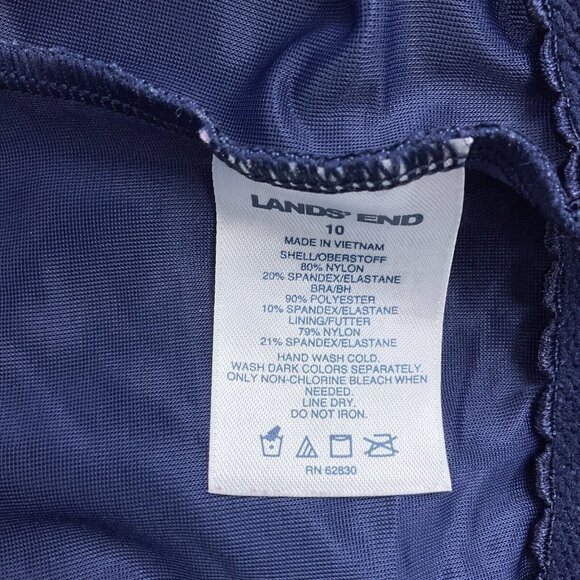 LANDS' END
10
MADE IN VIETNAM
SHELL/OBERSTOFF
80% NYLON
20% SPANDEX/ELASTANE
BRA/BH
90% POLYESTER
10% SPANDEX/ELASTANE
LINING/FUTTER
79% NYLON
21% SPANDEX/ELASTANE
HAND WASH COLD.
WASH DARK COLORS SEPARATELY.
ONLY NON-CHLORINE BLEACH WHEN
NEEDED.
LINE DRY.
DO NOT IRON.
RN 62830